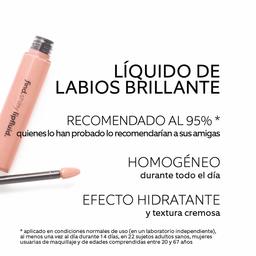 find. shiny lipfluid.
LÍQUIDO DE
LABIOS BRILLANTE
RECOMENDADO AL 95% *
quienes lo han probado lo recomendarían a sus amigas
HOMOGÉNEO
durante todo el día
EFECTO HIDRATANTE
y textura cremosa
* aplicado en condiciones normales de uso (en un laboratorio independiente),
al menos una vez al día durante 14 días, en 22 sujetos adultos sanos, mujeres
usuarias de maquillaje y de edades comprendidas entre 20 y 67 años